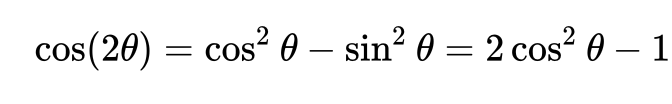 cos(2θ) = cos² θ − sin² θ = 2 cos² θ − 1